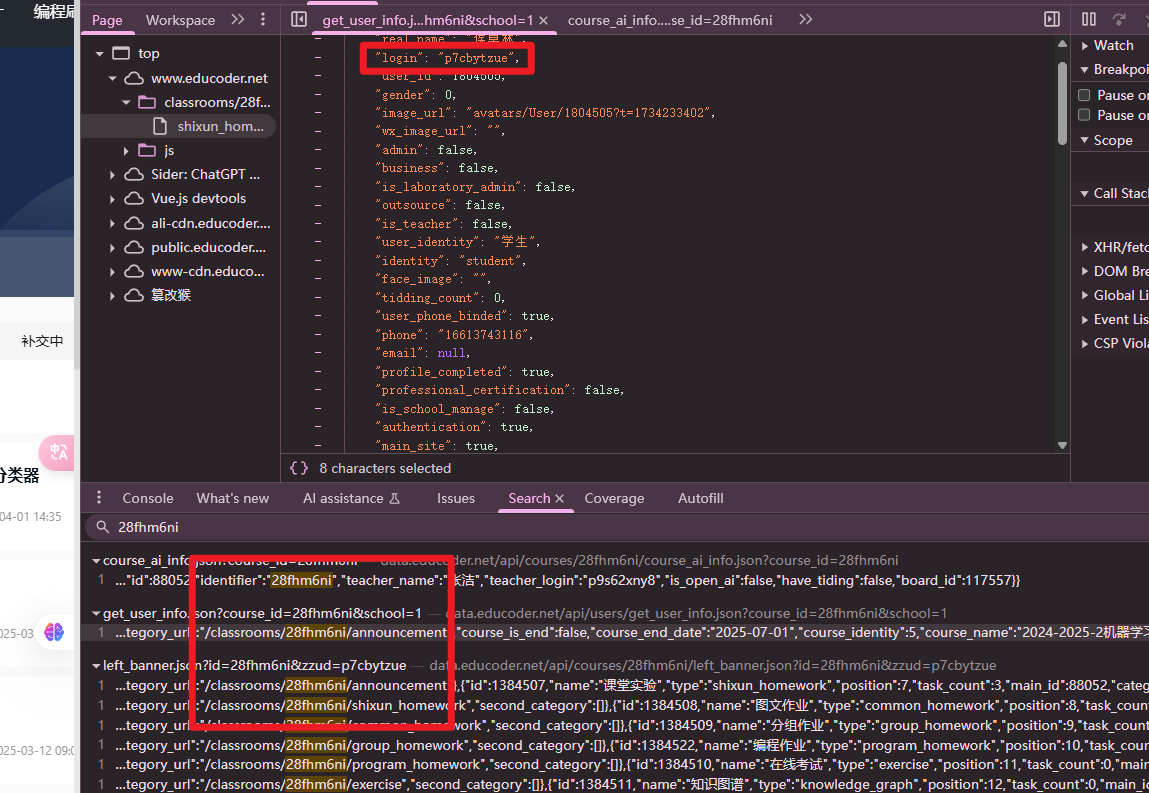 编程
Page
Workspace
get_user_info.j...hm6ni&school=1
course_ai_info....se_id=28fhm6ni
top
www.educoder.net
classrooms/28f...
shixun_hom...
js
Sider: ChatGPT ...
Vue.js devtools
ali-cdn.educoder....
public.educoder....
www-cdn.educo...
篡改猴
补交中
分类器
04-01 14:35
025-03
025-03-12 09:0
"login": "p7cbytzue",
"user_id": 1804505,
"gender": 0,
"image_url": "avatars/User/1804505?t=1734233402",
"wx_image_url": "",
"admin": false,
"business": false,
"is_laboratory_admin": false,
"outsource": false,
"is_teacher": false,
"user_identity": "学生",
"identity": "student",
"face_image": "",
"tidding_count": 0,
"user_phone_binded": true,
"phone": "16613743116",
"email": null,
"profile_completed": true,
"professional_certification": false,
"is_school_manage": false,
"authentication": true,
"main_site": true,
{} 8 characters selected
Watch
Breakpoi
Pause on
Pause on
Scope
Call Stack
XHR/fetc
DOM Bre
Global Li
Event Lis
CSP Viola
Console
What's new
AI assistance
Issues
Search
Coverage
Autofill
28fhm6ni
course_ai_info.json?course_id=28fhm6ni — data.educoder.net/api/courses/28fhm6ni/course_ai_info.json?course_id=28fhm6ni
1 ..."id":88052,"identifier":"28fhm6ni","teacher_name":"张洁","teacher_login":"p9s62xny8","is_open_ai":false,"have_tiding":false,"board_id":117557}}
get_user_info.json?course_id=28fhm6ni&school=1 — data.educoder.net/api/users/get_user_info.json?course_id=28fhm6ni&school=1
1 ...tegory_url":"/classrooms/28fhm6ni/announcement","course_is_end":false,"course_end_date":"2025-07-01","course_identity":5,"course_name":"2024-2025-2机器学习
left_banner.json?id=28fhm6ni&zzud=p7cbytzue — data.educoder.net/api/courses/28fhm6ni/left_banner.json?id=28fhm6ni&zzud=p7cbytzue
1 ...tegory_url":"/classrooms/28fhm6ni/announcement"},{"id":1384507,"name":"课堂实验","type":"shixun_homework","position":7,"task_count":3,"main_id":88052,"categ
1 ...tegory_url":"/classrooms/28fhm6ni/shixun_homework","second_category":[]},{"id":1384508,"name":"图文作业","type":"common_homework","position":8,"task_coun
1 ...tegory_url":"/classrooms/28fhm6ni/common_homework","second_category":[]},{"id":1384509,"name":"分组作业","type":"group_homework","position":9,"task_count
1 ...tegory_url":"/classrooms/28fhm6ni/group_homework","second_category":[]},{"id":1384522,"name":"编程作业","type":"program_homework","position":10,"task_count
1 ...tegory_url":"/classrooms/28fhm6ni/program_homework","second_category":[]},{"id":1384510,"name":"在线考试","type":"exercise","position":11,"task_count":0,"main
1 ...tegory_url":"/classrooms/28fhm6ni/exercise","second_category":[]},{"id":1384511,"name":"知识图谱","type":"knowledge_graph","position":12,"task_count":0,"main_i